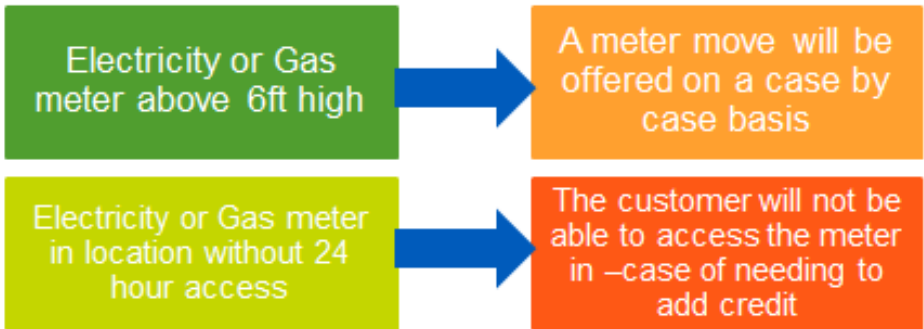 Electricity or Gas
meter above 6ft high
A meter move will be
offered on a case by
case basis
Electricity or Gas meter
in location without 24
hour access
The customer will not be
able to access the meter
in –case of needing to
add credit